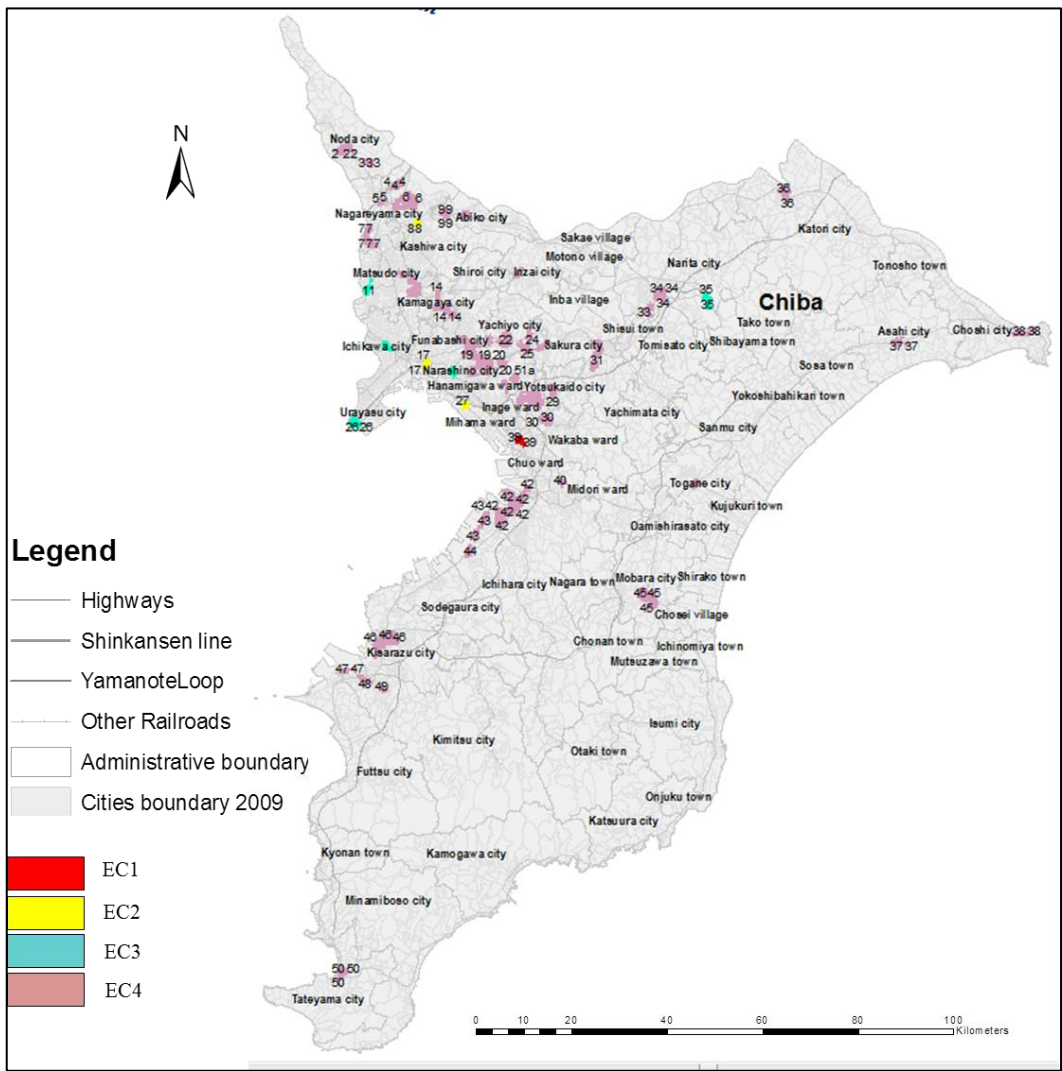 N
Noda city
2 22
333
4 4
4
55 6 6
Nagareyama city
99
Abiko city
99
88
77
777
Kashiwa city
Sakae village
Motono village
Narita city
36
36
Katori city
Tonosho town
Matsudo city
11
Shiroi city
Inzai city
14
Kamagaya city
14 14
Inba village
34 34
34
33
35
35
Chiba
Tako town
Shibayama town
Asahi city
37 37
Choshi city
38 38
Yachiyo city
Funabashi city
22
24
Shisui town
Tomisato city
Ichikawa city
17
19
19 20
25
Sakura city
31
Sosa town
17
Narashino city
20 51a
Hanamigawa ward
Yotsukaido city
Yokoshibahikari town
27
Inage ward
29
Yachimata city
Urayasu city
26 26
Mihama ward
30
30
Sanmu city
39
39
Wakaba ward
Chuo ward
40
Midori ward
Togane city
Kujukuri town
42
42
42
43 42
42
42
43
42
43
44
Oamishirasato city
Ichihara city
Nagara town
Mobara city
Shirako town
45 45
45
Chosei village
Sodegaura city
46 46 46
Kisarazu city
Chonan town
Ichinomiya town
Mutsuzawa town
47 47
48
49
Isumi city
Kimitsu city
Otaki town
Futtsu city
Onjuku town
Katsuura city
Kyonan town
Kamogawa city
Minamiboso city
50 50
50
Tateyama city
Legend
Highways
Shinkansen line
YamanoteLoop
Other Railroads
Administrative boundary
Cities boundary 2009
EC1
EC2
EC3
EC4
0 10 20 40 60 80 100
Kilometers